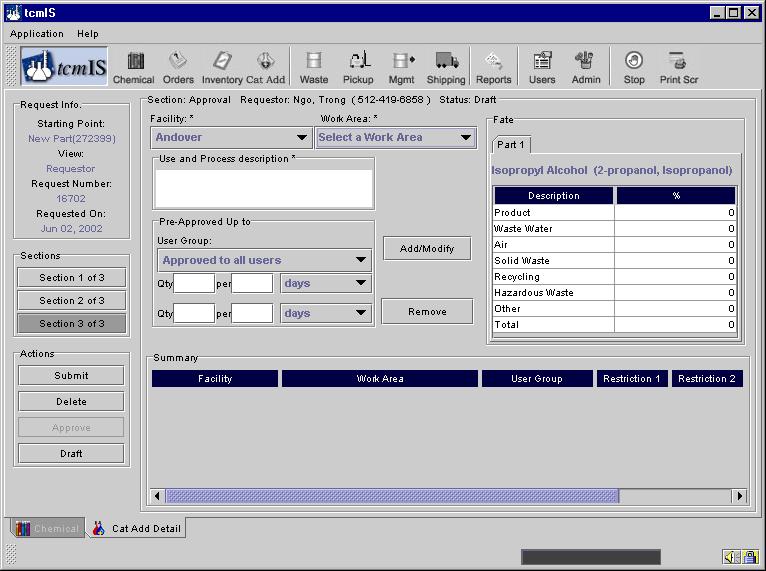 tcmIS
Application Help
tcmIS
Chemical Orders Inventory Cat Add Waste Pickup Mgmt Shipping Reports Users Admin Stop Print Scr
Request Info.
Starting Point:
New Part(272399)
View:
Requestor
Request Number:
16702
Requested On:
Jun 02, 2002
Sections
Section 1 of 3
Section 2 of 3
Section 3 of 3
Actions
Submit
Delete
Approve
Draft
Section: Approval Requestor: Ngo, Trong ( 512-419-6858 ) Status: Draft
Facility: * Work Area: *
Andover Select a Work Area
Use and Process description *
Pre-Approved Up to
User Group:
Approved to all users
Qty per days
Qty per days
Add/Modify
Remove
Fate
Part 1
Isopropyl Alcohol (2-propanol, Isopropanol)
Description %
Product 0
Waste Water 0
Air 0
Solid Waste 0
Recycling 0
Hazardous Waste 0
Other 0
Total 0
Summary
Facility Work Area User Group Restriction 1 Restriction 2
Chemical Cat Add Detail